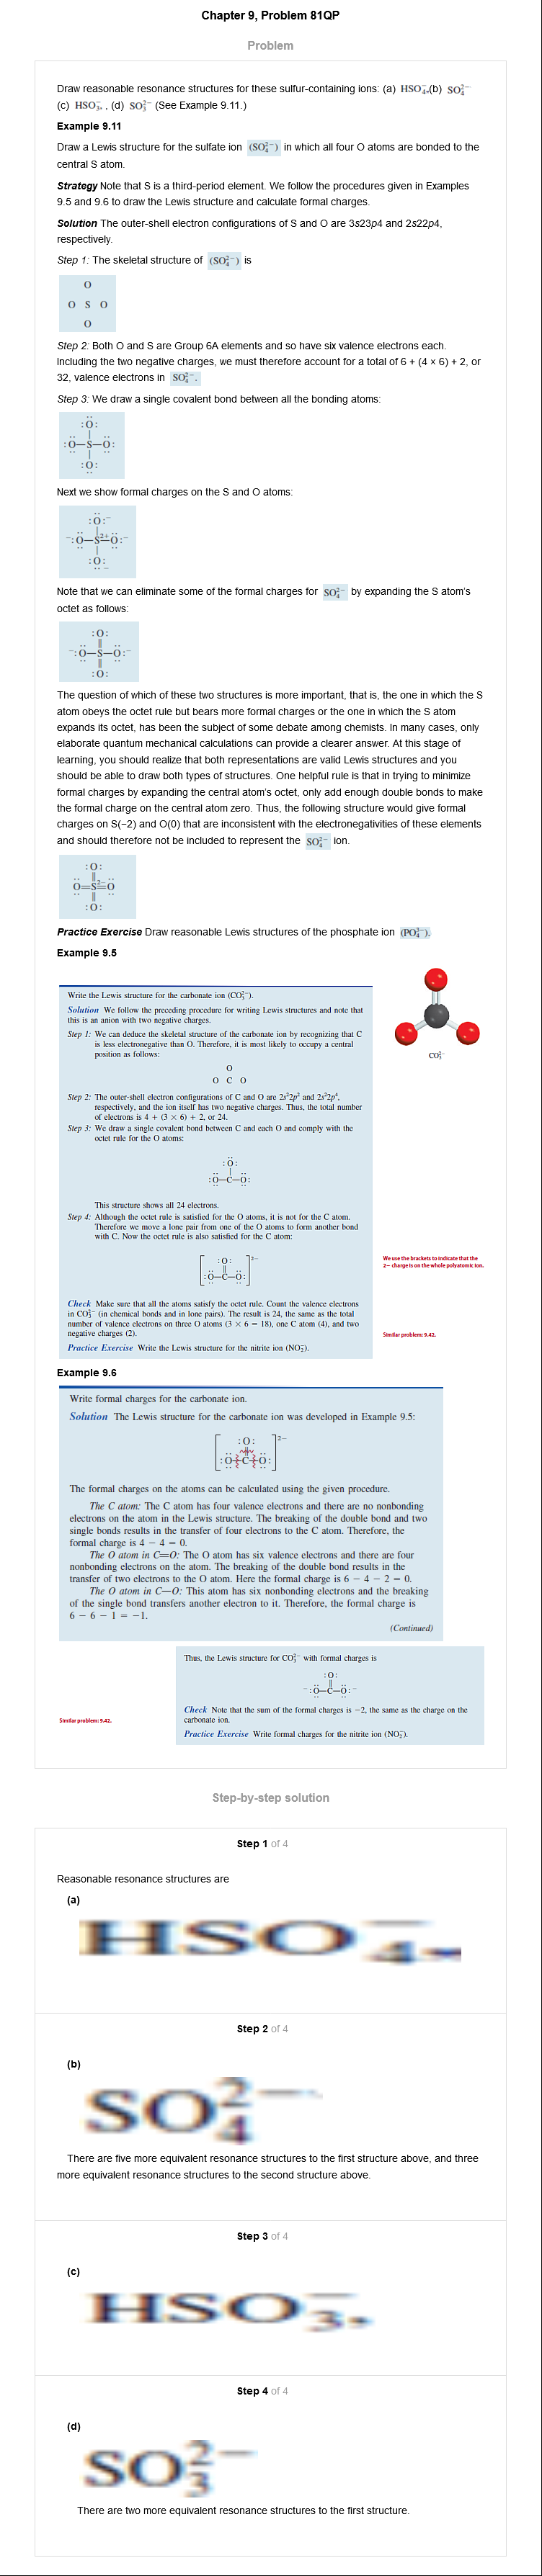 Chapter 9, Problem 81QP
Problem
Draw reasonable resonance structures for these sulfur-containing ions: (a) HSO₄⁻,(b) SO₄²⁻
(c) HSO₃⁻, , (d) SO₃²⁻ (See Example 9.11.)
Example 9.11
Draw a Lewis structure for the sulfate ion (SO₄²⁻) in which all four O atoms are bonded to the
central S atom.
Strategy Note that S is a third-period element. We follow the procedures given in Examples
9.5 and 9.6 to draw the Lewis structure and calculate formal charges.
Solution The outer-shell electron configurations of S and O are 3s23p4 and 2s22p4,
respectively.
Step 1: The skeletal structure of (SO₄²⁻) is
O
O S O
O
Step 2: Both O and S are Group 6A elements and so have six valence electrons each.
Including the two negative charges, we must therefore account for a total of 6 + (4 × 6) + 2, or
32, valence electrons in SO₄²⁻.
Step 3: We draw a single covalent bond between all the bonding atoms:
:O:
|
:O—S—O:
|
:O:
Next we show formal charges on the S and O atoms:
:O:⁻
|
⁻:O—S²⁺—O:⁻
|
:O:⁻
Note that we can eliminate some of the formal charges for SO₄²⁻ by expanding the S atom's
octet as follows:
:O:
||
⁻:O—S—O:⁻
||
:O:
The question of which of these two structures is more important, that is, the one in which the S
atom obeys the octet rule but bears more formal charges or the one in which the S atom
expands its octet, has been the subject of some debate among chemists. In many cases, only
elaborate quantum mechanical calculations can provide a clearer answer. At this stage of
learning, you should realize that both representations are valid Lewis structures and you
should be able to draw both types of structures. One helpful rule is that in trying to minimize
formal charges by expanding the central atom's octet, only add enough double bonds to make
the formal charge on the central atom zero. Thus, the following structure would give formal
charges on S(−2) and O(0) that are inconsistent with the electronegativities of these elements
and should therefore not be included to represent the SO₄²⁻ ion.
:O:
||
O=S²⁻=O
||
:O:
Practice Exercise Draw reasonable Lewis structures of the phosphate ion (PO₄³⁻).
Example 9.5
Write the Lewis structure for the carbonate ion (CO₃²⁻).
Solution We follow the preceding procedure for writing Lewis structures and note that
this is an anion with two negative charges.
Step 1: We can deduce the skeletal structure of the carbonate ion by recognizing that C
is less electronegative than O. Therefore, it is most likely to occupy a central
position as follows:
O
O C O
CO₃²⁻
Step 2: The outer-shell electron configurations of C and O are 2s²2p² and 2s²2p⁴,
respectively, and the ion itself has two negative charges. Thus, the total number
of electrons is 4 + (3 × 6) + 2, or 24.
Step 3: We draw a single covalent bond between C and each O and comply with the
octet rule for the O atoms:
:O:
|
:O—C—O:
This structure shows all 24 electrons.
Step 4: Although the octet rule is satisfied for the O atoms, it is not for the C atom.
Therefore we move a lone pair from one of the O atoms to form another bond
with C. Now the octet rule is also satisfied for the C atom:
:O: 2−
||
:O—C—O:
We use the brackets to indicate that the
2− charge is on the whole polyatomic ion.
Check Make sure that all the atoms satisfy the octet rule. Count the valence electrons
in CO₃²⁻ (in chemical bonds and in lone pairs). The result is 24, the same as the total
number of valence electrons on three O atoms (3 × 6 = 18), one C atom (4), and two
negative charges (2).
Similar problem: 9.42.
Practice Exercise Write the Lewis structure for the nitrite ion (NO₂⁻).
Example 9.6
Write formal charges for the carbonate ion.
Solution The Lewis structure for the carbonate ion was developed in Example 9.5:
:O: 2−
:O C O:
The formal charges on the atoms can be calculated using the given procedure.
The C atom: The C atom has four valence electrons and there are no nonbonding
electrons on the atom in the Lewis structure. The breaking of the double bond and two
single bonds results in the transfer of four electrons to the C atom. Therefore, the
formal charge is 4 − 4 = 0.
The O atom in C=O: The O atom has six valence electrons and there are four
nonbonding electrons on the atom. The breaking of the double bond results in the
transfer of two electrons to the O atom. Here the formal charge is 6 − 4 − 2 = 0.
The O atom in C—O: This atom has six nonbonding electrons and the breaking
of the single bond transfers another electron to it. Therefore, the formal charge is
6 − 6 − 1 = −1.
(Continued)
Thus, the Lewis structure for CO₃²⁻ with formal charges is
:O:
||
⁻:O—C—O:⁻
Check Note that the sum of the formal charges is −2, the same as the charge on the
carbonate ion.
Similar problem: 9.42.
Practice Exercise Write formal charges for the nitrite ion (NO₂⁻).
Step-by-step solution
Step 1 of 4
Reasonable resonance structures are
(a)
HSO₄⁻,
Step 2 of 4
(b)
SO₄²⁻
There are five more equivalent resonance structures to the first structure above, and three
more equivalent resonance structures to the second structure above.
Step 3 of 4
(c)
HSO₃⁻,
Step 4 of 4
(d)
SO₃²⁻
There are two more equivalent resonance structures to the first structure.